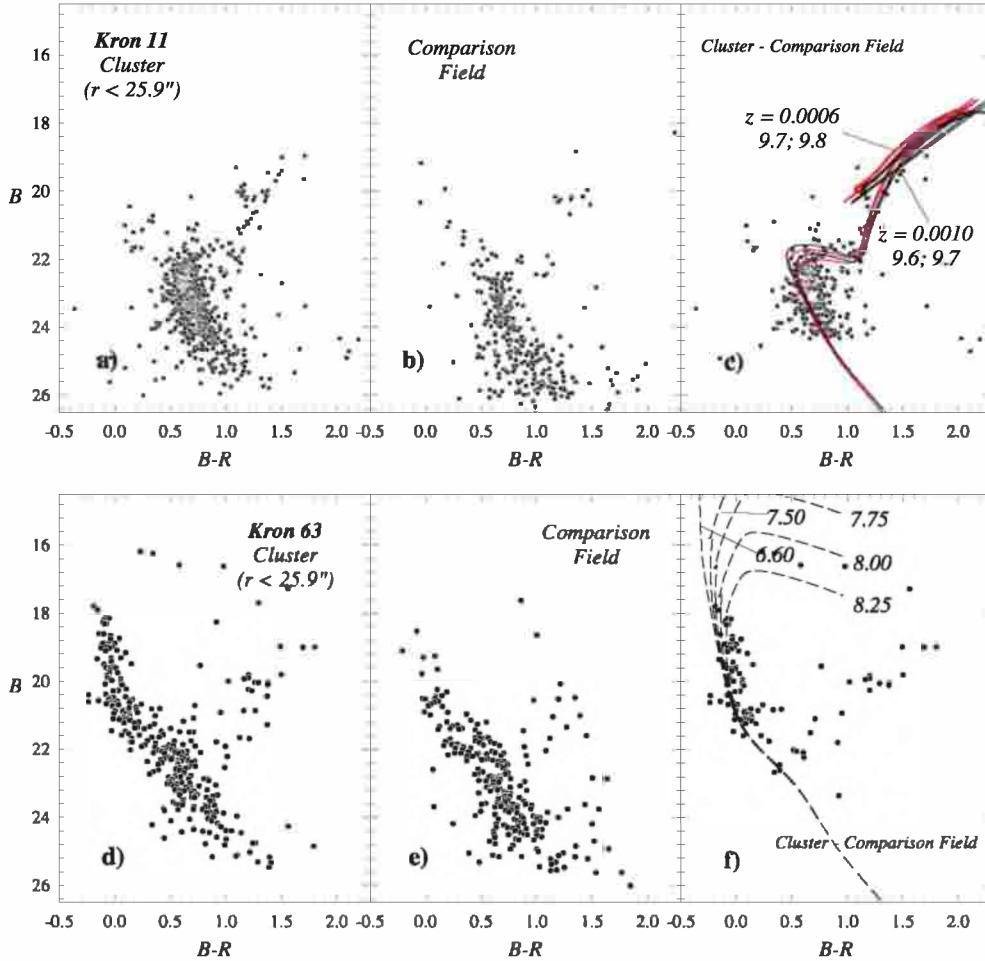 Kron 11
Cluster
(r < 25.9")
Comparison
Field
Cluster - Comparison Field
z = 0.0006
9.7; 9.8
z = 0.0010
9.6; 9.7
a)
b)
c)
B
16
18
20
22
24
26
-0.5 0.0 0.5 1.0 1.5 2.0
-0.5 0.0 0.5 1.0 1.5 2.0
-0.5 0.0 0.5 1.0 1.5 2.0
B-R
B-R
B-R
Kron 63
Cluster
(r < 25.9")
Comparison
Field
7.50
7.75
6.60
8.00
8.25
Cluster - Comparison Field
d)
e)
f)
B
16
18
20
22
24
26
-0.5 0.0 0.5 1.0 1.5 2.0
-0.5 0.0 0.5 1.0 1.5 2.0
-0.5 0.0 0.5 1.0 1.5 2.0
B-R
B-R
B-R